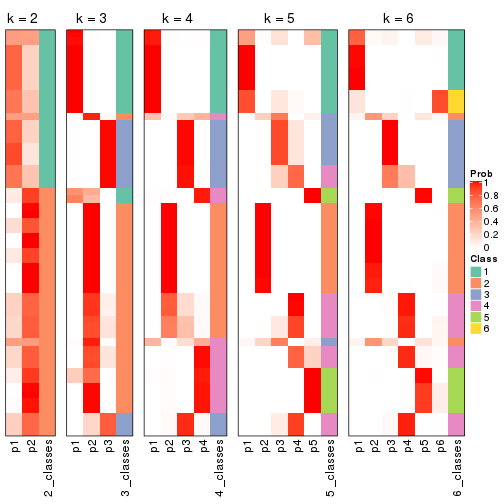 k = 2
k = 3
k = 4
k = 5
k = 6
Prob
1
0.8
0.6
0.4
0.2
0
Class
1
2
3
4
5
6
p1
p2
2_classes
p1
p2
p3
3_classes
p1
p2
p3
p4
4_classes
p1
p2
p3
p4
p5
5_classes
p1
p2
p3
p4
p5
p6
6_classes